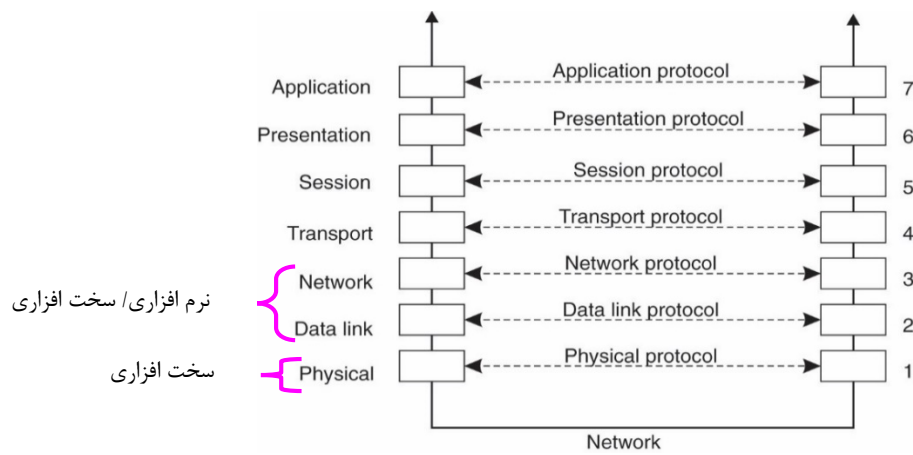 Application Application protocol 7
Presentation Presentation protocol 6
Session Session protocol 5
Transport Transport protocol 4
Network Network protocol 3
نرم افزاری/ سخت افزاری
Data link Data link protocol 2
Physical Physical protocol 1
سخت افزاری
Network